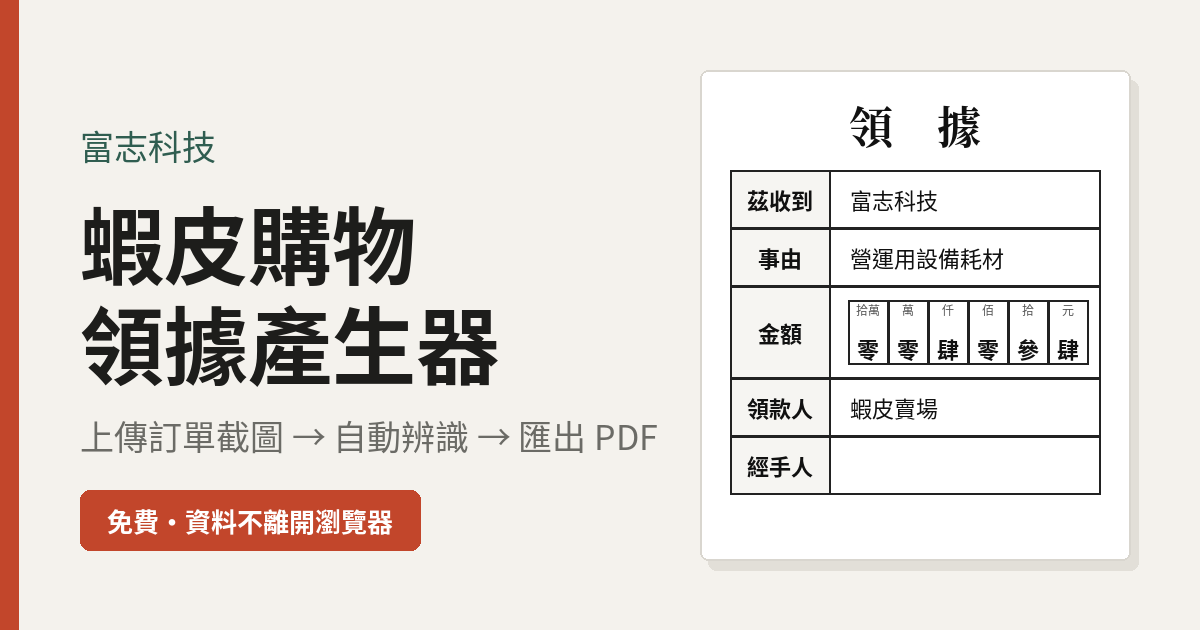 富志科技
蝦皮購物
領據產生器
上傳訂單截圖 → 自動辨識 → 匯出 PDF
免費・資料不離開瀏覽器
領 據
茲收到 富志科技
事由 營運用設備耗材
金額
拾萬 萬 仟 佰 拾 元
零 零 肆 零 參 肆
領款人 蝦皮賣場
經手人